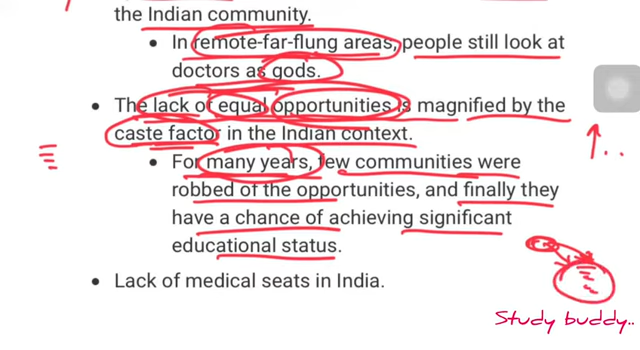 the Indian community.
• In remote-far-flung areas, people still look at
doctors as gods.
• The lack of equal opportunities is magnified by the
caste factor in the Indian context.
• For many years, few communities were
robbed of the opportunities, and finally they
have a chance of achieving significant
educational status.
• Lack of medical seats in India.
Study buddy..